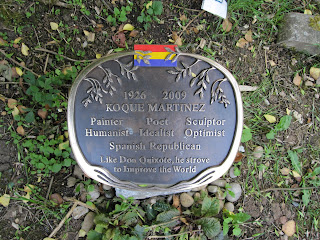 1926 - 2009
KOQUE MARTINEZ
Painter Poet Sculptor
Humanist Idealist Optimist
Spanish Republican
Like Don Quixote, he strove
to improve the World